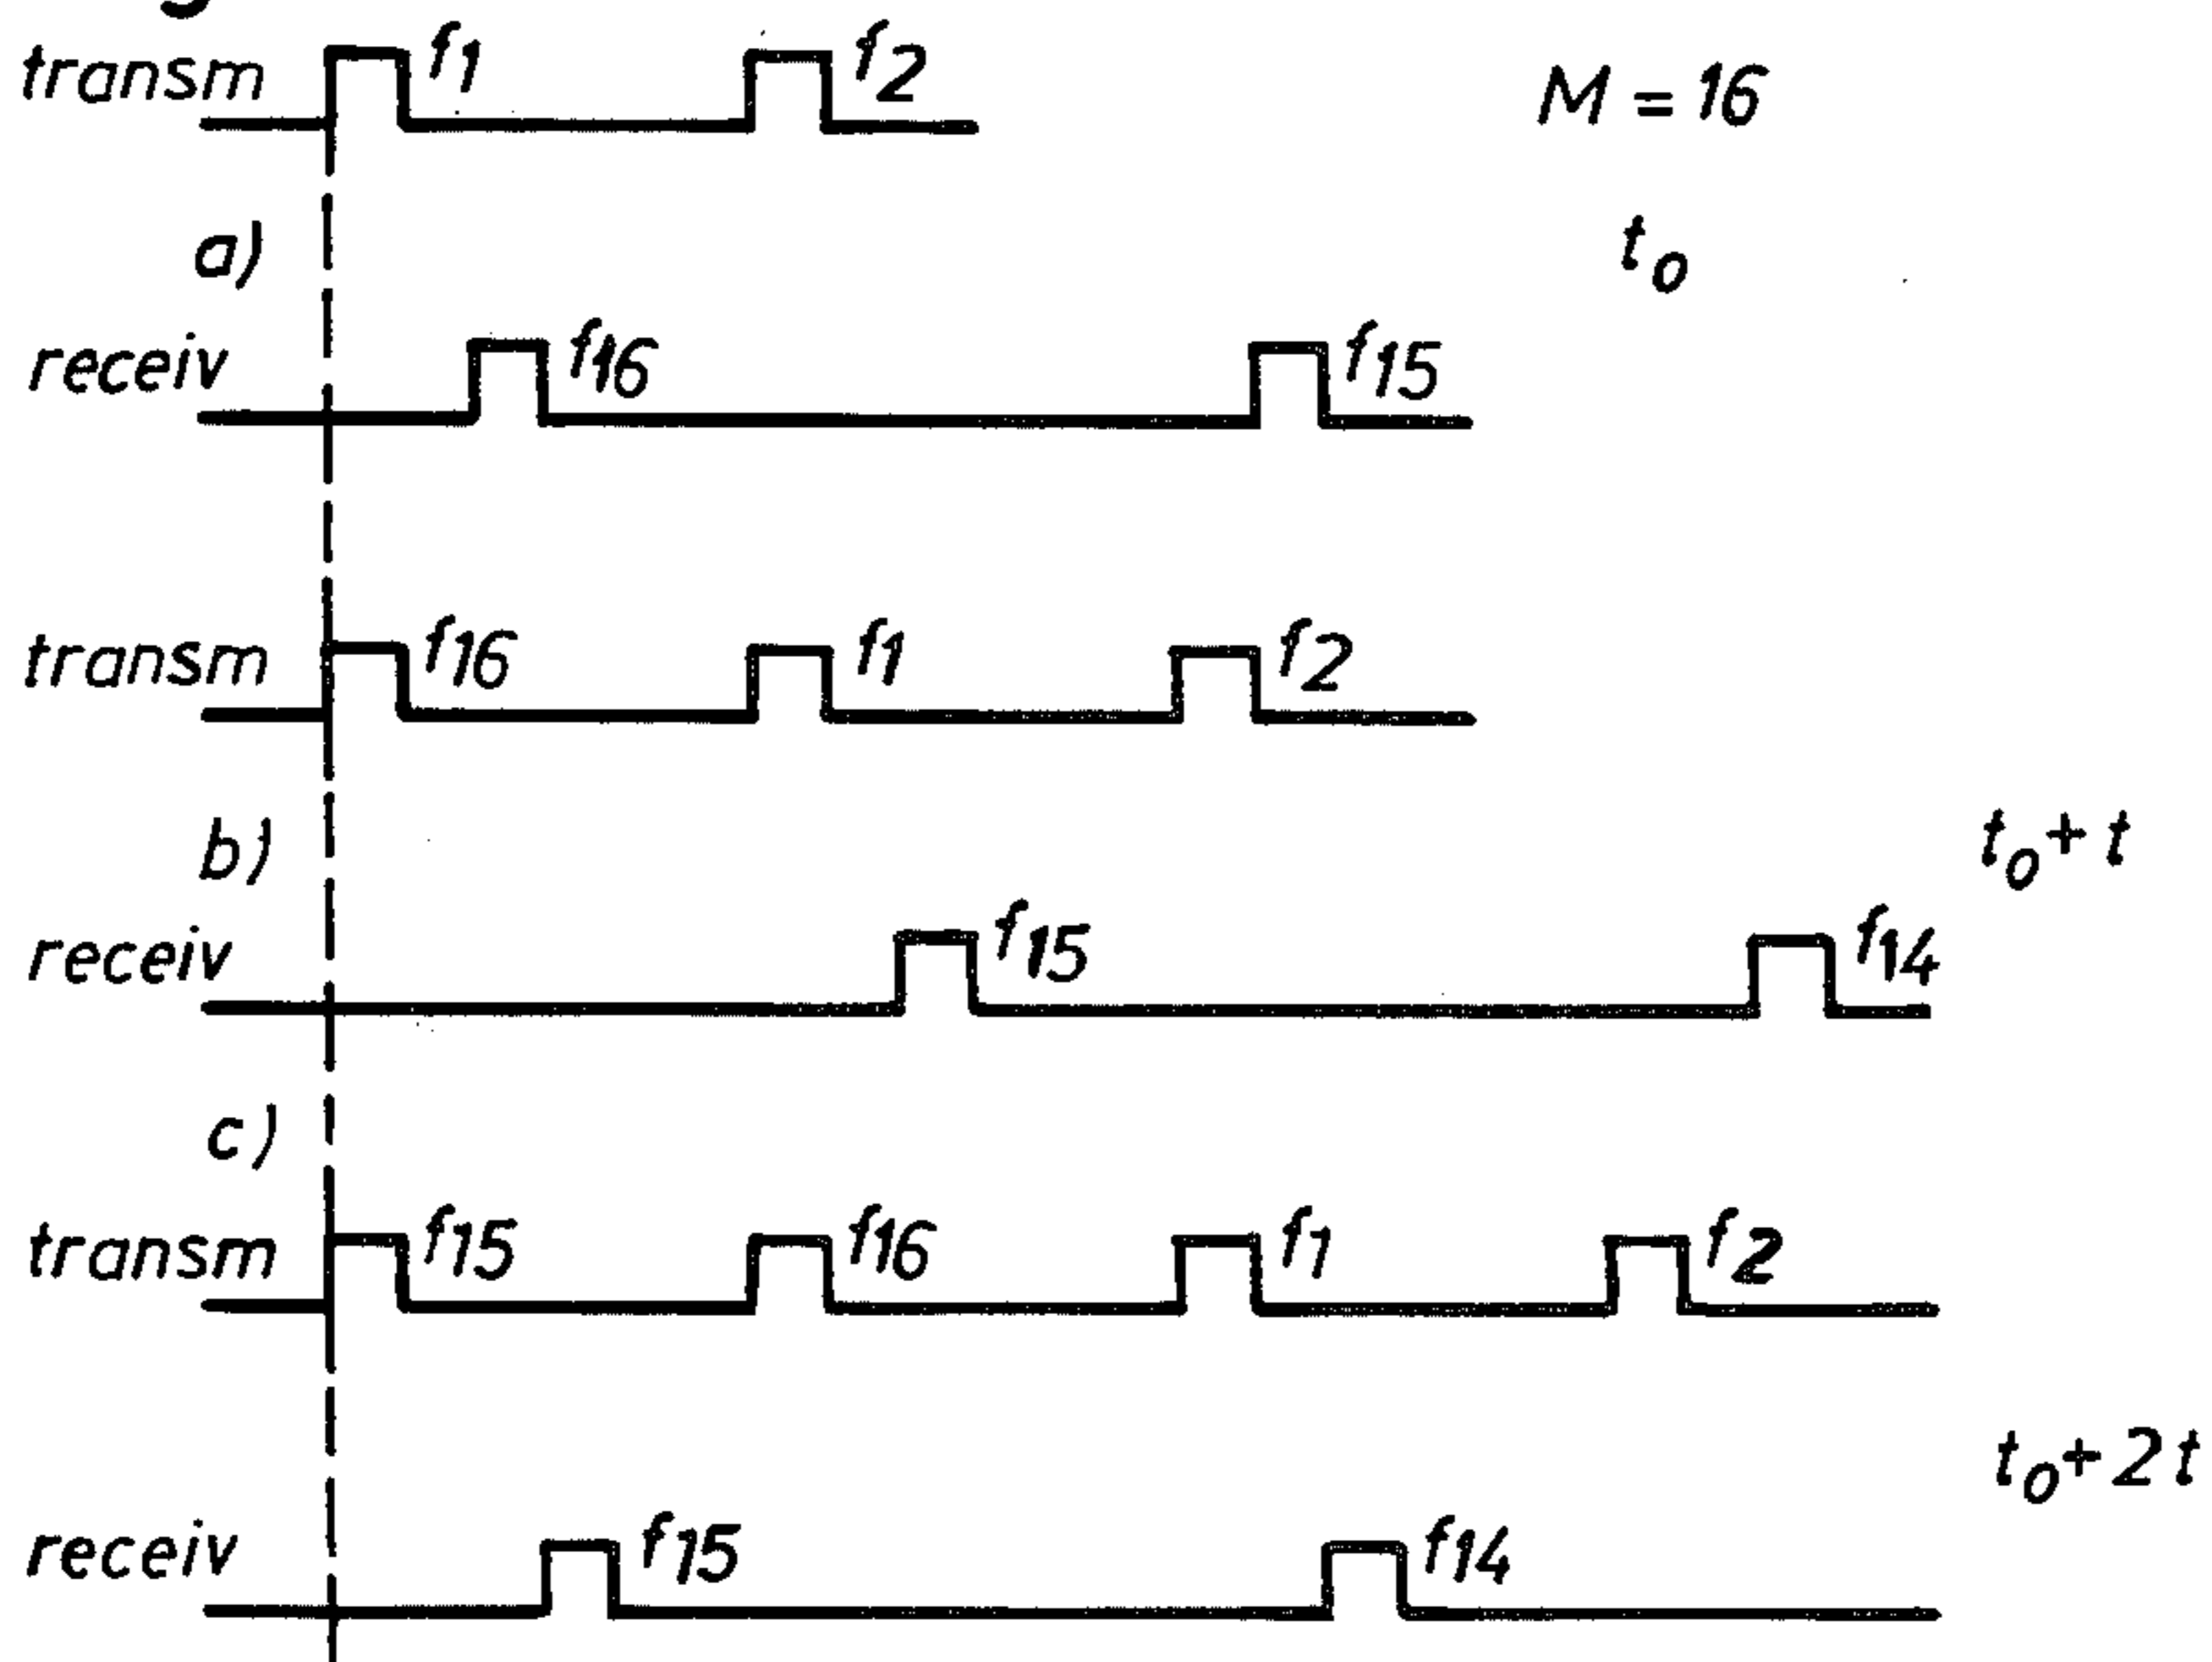 transm f1 f2 M = 16
a) t0
receiv f16 f15
transm f16 f1 f2
b) t0+t
receiv f15 f14
c)
transm f15 f16 f1 f2
t0+2t
receiv f15 f14